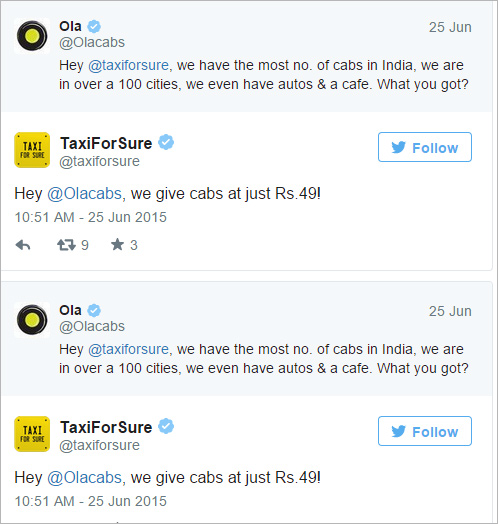 Ola 25 Jun
@Olacabs
Hey @taxiforsure, we have the most no. of cabs in India, we are
in over a 100 cities, we even have autos & a cafe. What you got?
TAXI
FOR SURE
TaxiForSure
@taxiforsure
Follow
Hey @Olacabs, we give cabs at just Rs.49!
10:51 AM - 25 Jun 2015
9 3
Ola 25 Jun
@Olacabs
Hey @taxiforsure, we have the most no. of cabs in India, we are
in over a 100 cities, we even have autos & a cafe. What you got?
TAXI
FOR SURE
TaxiForSure
@taxiforsure
Follow
Hey @Olacabs, we give cabs at just Rs.49!
10:51 AM - 25 Jun 2015